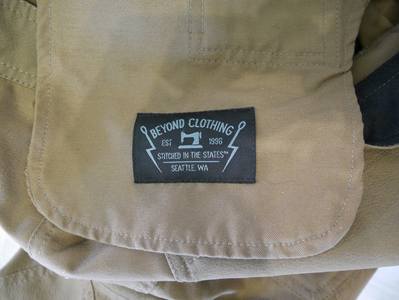 BEYOND CLOTHING
EST 1996
STITCHED IN THE STATES™
SEATTLE, WA